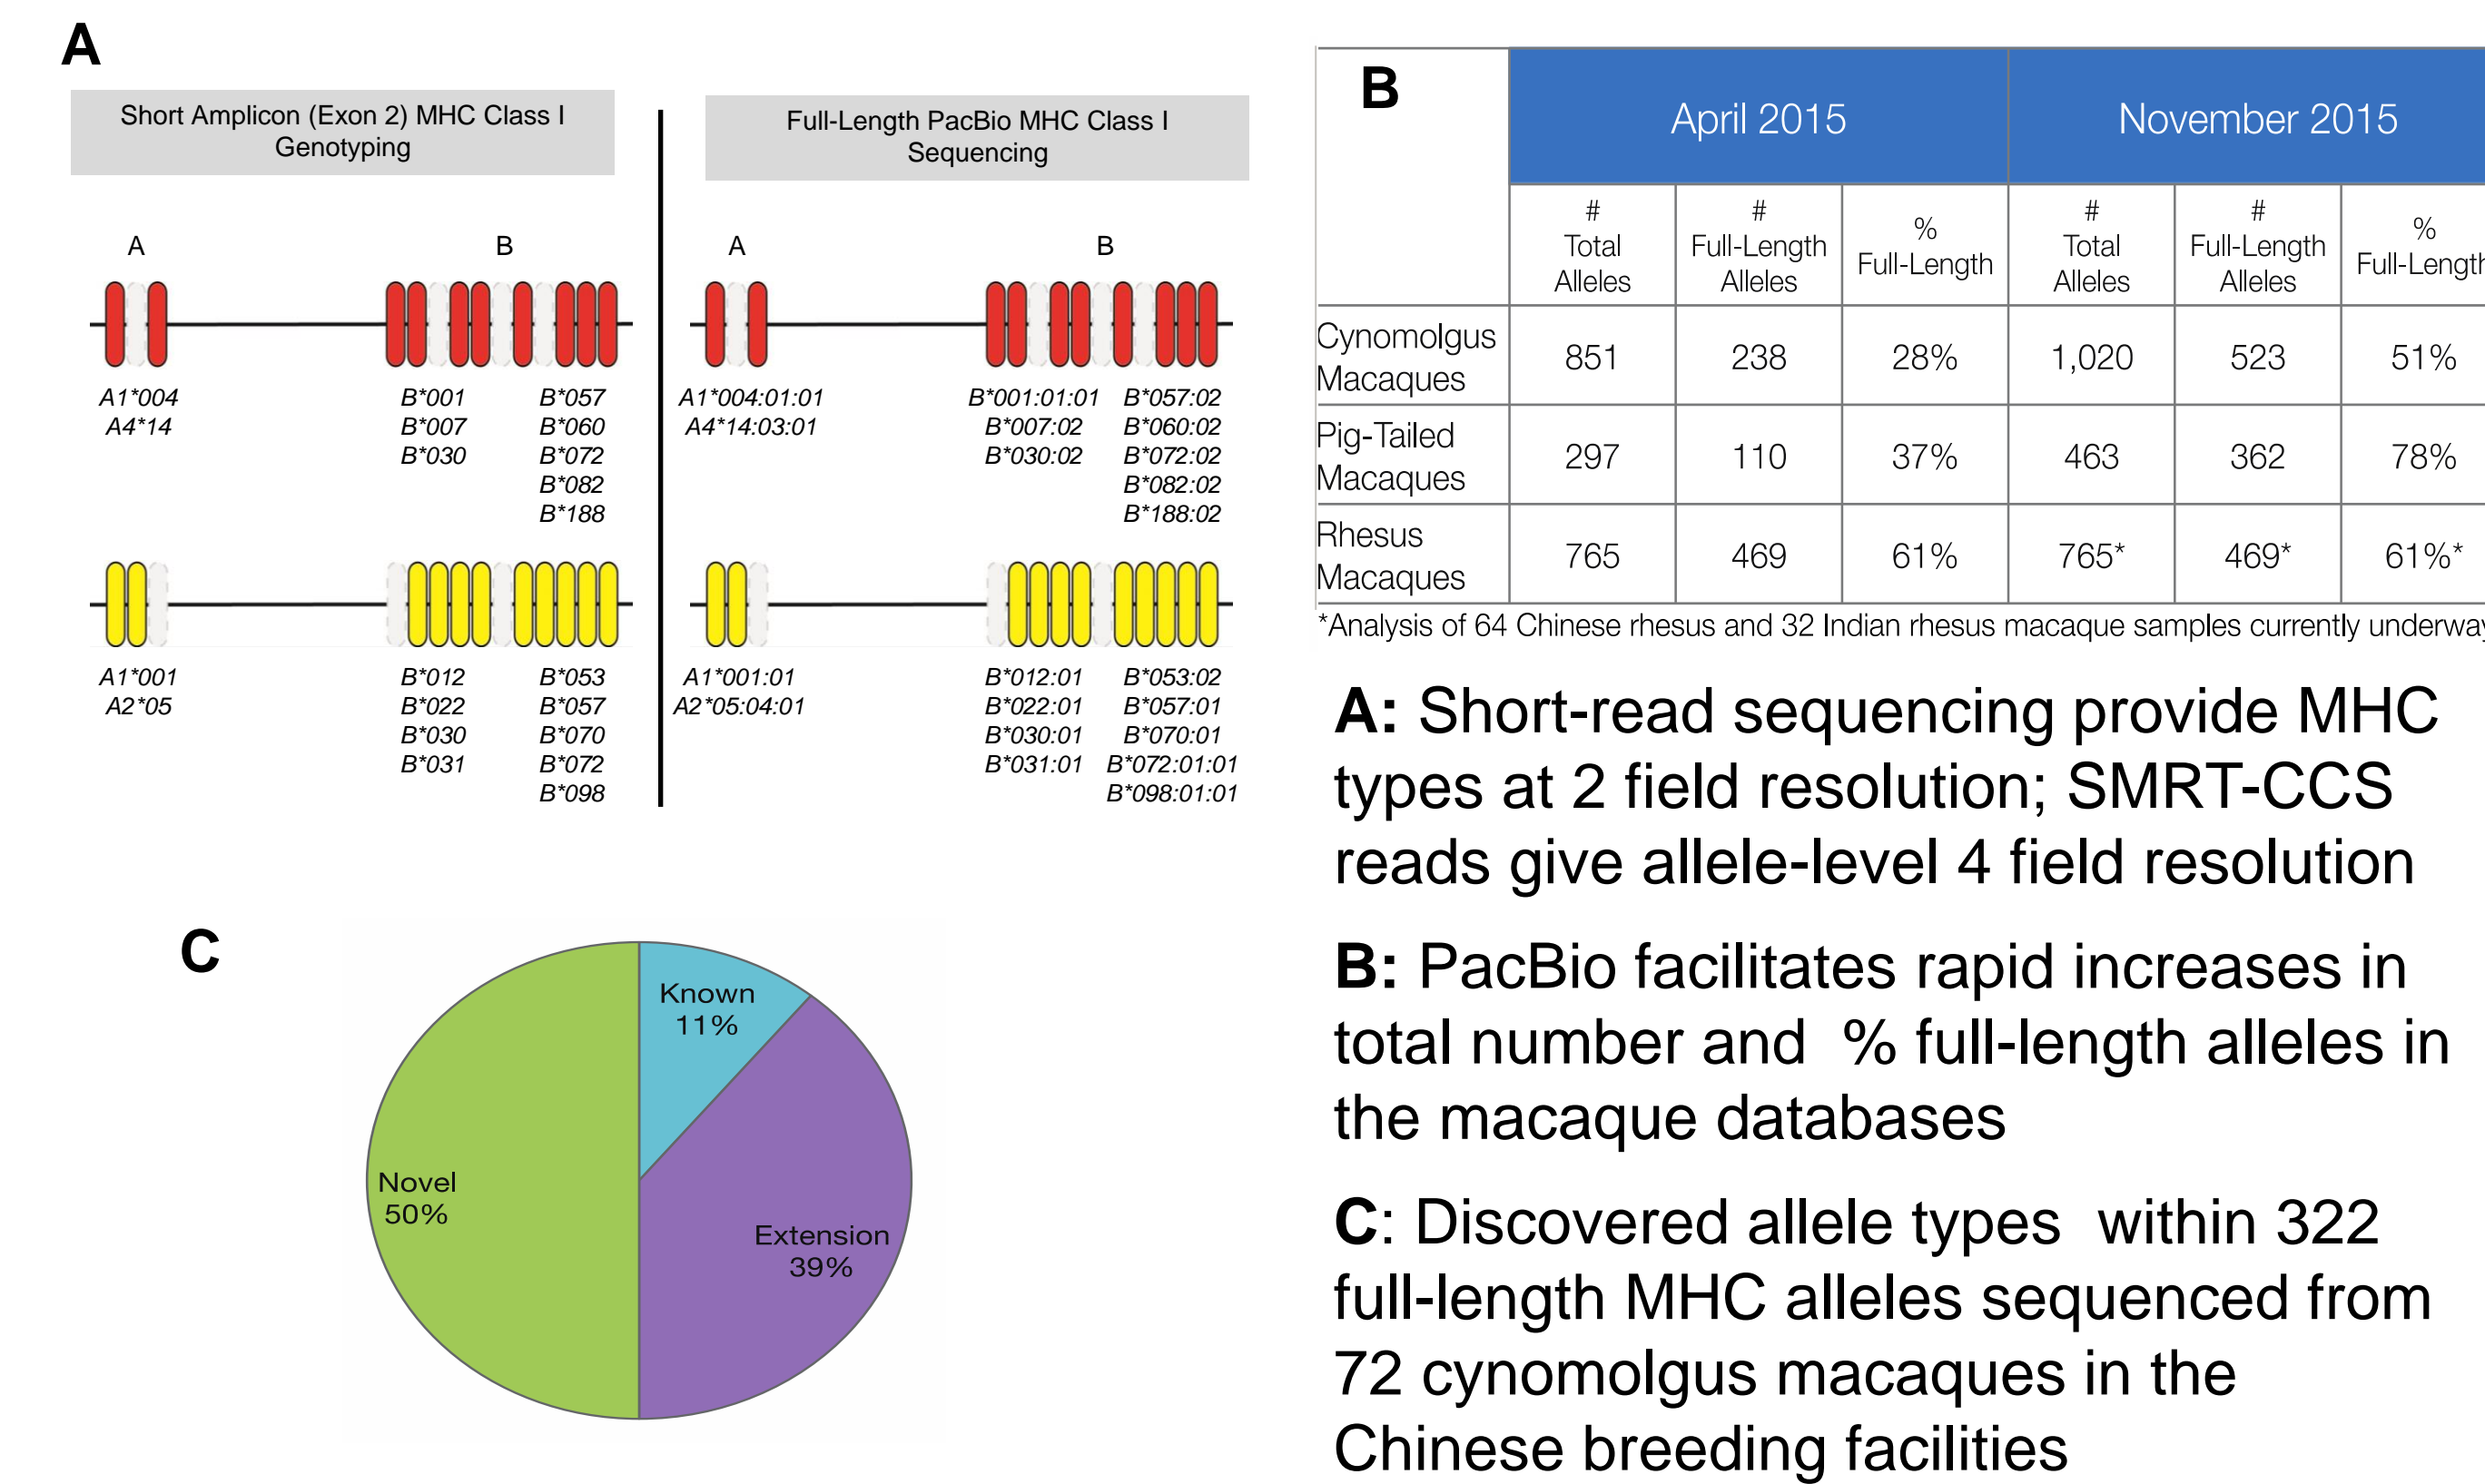 A
Short Amplicon (Exon 2) MHC Class I
Genotyping
Full-Length PacBio MHC Class I
Sequencing
A
B
A1*004
A4*14
B*001
B*007
B*030
B*057
B*060
B*072
B*082
B*188
A1*001
A2*05
B*012
B*022
B*030
B*031
B*053
B*057
B*070
B*072
B*098
A
B
A1*004:01:01
A4*14:03:01
B*001:01:01
B*007:02
B*030:02
B*057:02
B*060:02
B*072:02
B*082:02
B*188:02
A1*001:01
A2*05:04:01
B*012:01
B*022:01
B*030:01
B*031:01
B*053:02
B*057:01
B*070:01
B*072:01:01
B*098:01:01
B
April 2015
November 2015
#
Total
Alleles
#
Full-Length
Alleles
%
Full-Length
#
Total
Alleles
#
Full-Length
Alleles
%
Full-Length
Cynomolgus
Macaques
851
238
28%
1,020
523
51%
Pig-Tailed
Macaques
297
110
37%
463
362
78%
Rhesus
Macaques
765
469
61%
765*
469*
61%*
*Analysis of 64 Chinese rhesus and 32 Indian rhesus macaque samples currently underway
A: Short-read sequencing provide MHC
types at 2 field resolution; SMRT-CCS
reads give allele-level 4 field resolution
B: PacBio facilitates rapid increases in
total number and % full-length alleles in
the macaque databases
C: Discovered allele types within 322
full-length MHC alleles sequenced from
72 cynomolgus macaques in the
Chinese breeding facilities
C
Known
11%
Novel
50%
Extension
39%